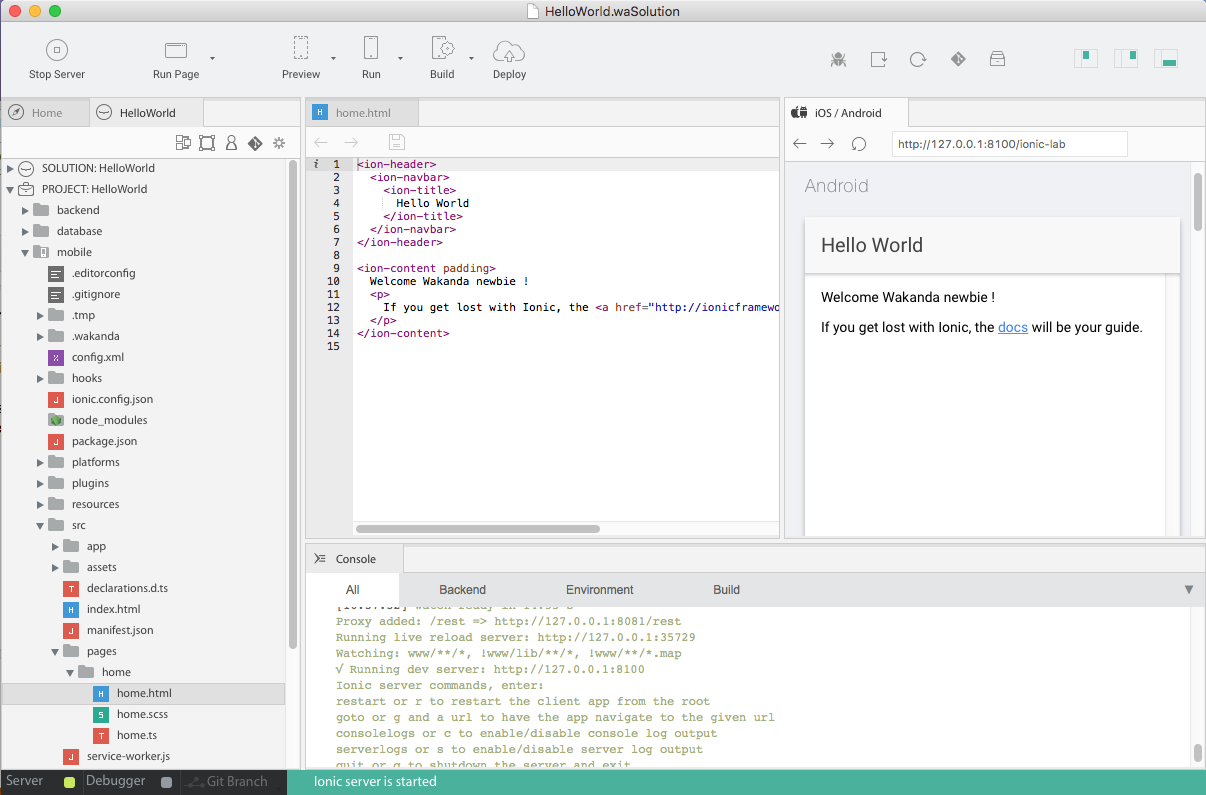 HelloWorld.waSolution
Stop Server
Run Page
Preview
Run
Build
Deploy
Home
HelloWorld
SOLUTION: HelloWorld
PROJECT: HelloWorld
backend
database
mobile
.editorconfig
.gitignore
.tmp
.wakanda
config.xml
hooks
ionic.config.json
node_modules
package.json
platforms
plugins
resources
src
app
assets
declarations.d.ts
index.html
manifest.json
pages
home
home.html
home.scss
home.ts
service-worker.js
H home.html
i 1 <ion-header>
2 <ion-navbar>
3 <ion-title>
4 Hello World
5 </ion-title>
6 </ion-navbar>
7 </ion-header>
8
9 <ion-content padding>
10 Welcome Wakanda newbie !
11 <p>
12 If you get lost with Ionic, the <a href="http://ionicframewo
13 </p>
14 </ion-content>
15
iOS / Android
http://127.0.0.1:8100/ionic-lab
Android
Hello World
Welcome Wakanda newbie !
If you get lost with Ionic, the docs will be your guide.
Console
All Backend Environment Build
Proxy added: /rest => http://127.0.0.1:8081/rest
Running live reload server: http://127.0.0.1:35729
Watching: www/**/*, !www/lib/**/*, !www/**/*.map
√ Running dev server: http://127.0.0.1:8100
Ionic server commands, enter:
restart or r to restart the client app from the root
goto or g and a url to have the app navigate to the given url
consolelogs or c to enable/disable console log output
serverlogs or s to enable/disable server log output
quit or q to shutdown the server and exit
Server Debugger Git Branch
Ionic server is started